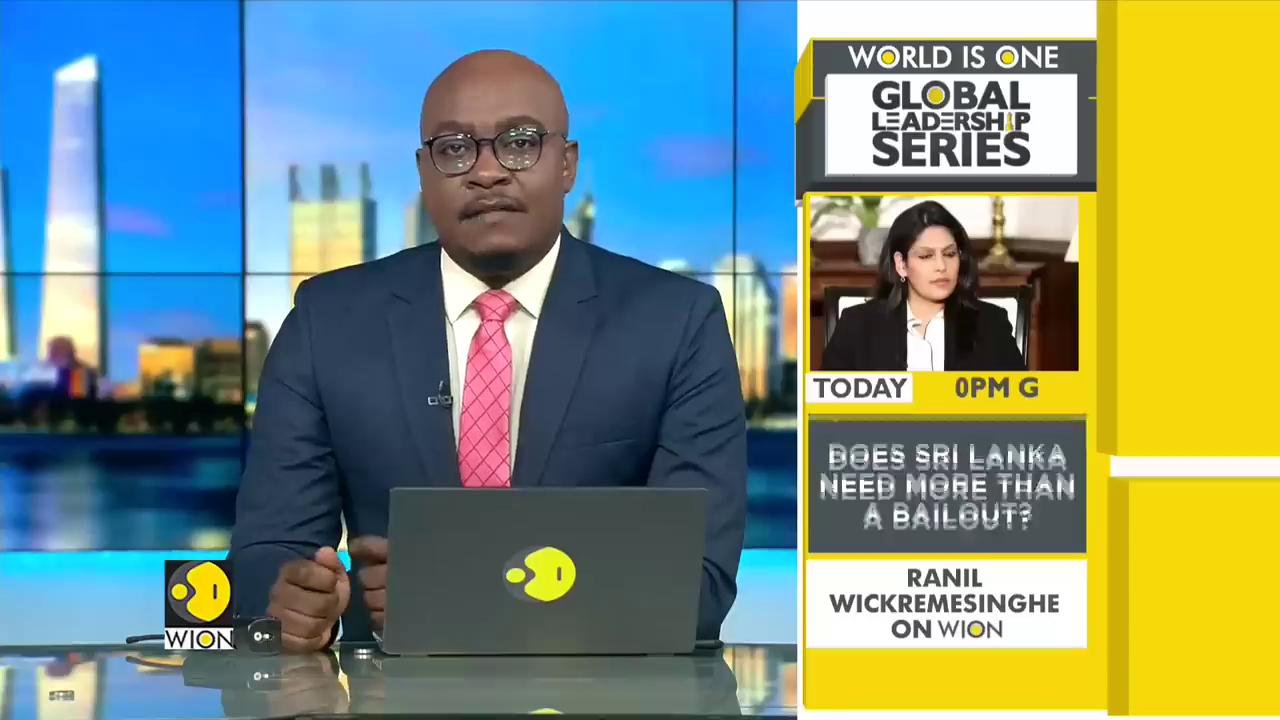 WORLD IS ONE
GLOBAL
LEADERSHIP
SERIES
TODAY
0PM G
DOES SRI LANKA
NEED MORE THAN
A BAILOUT?
RANIL
WICKREMESINGHE
ON WION
WION